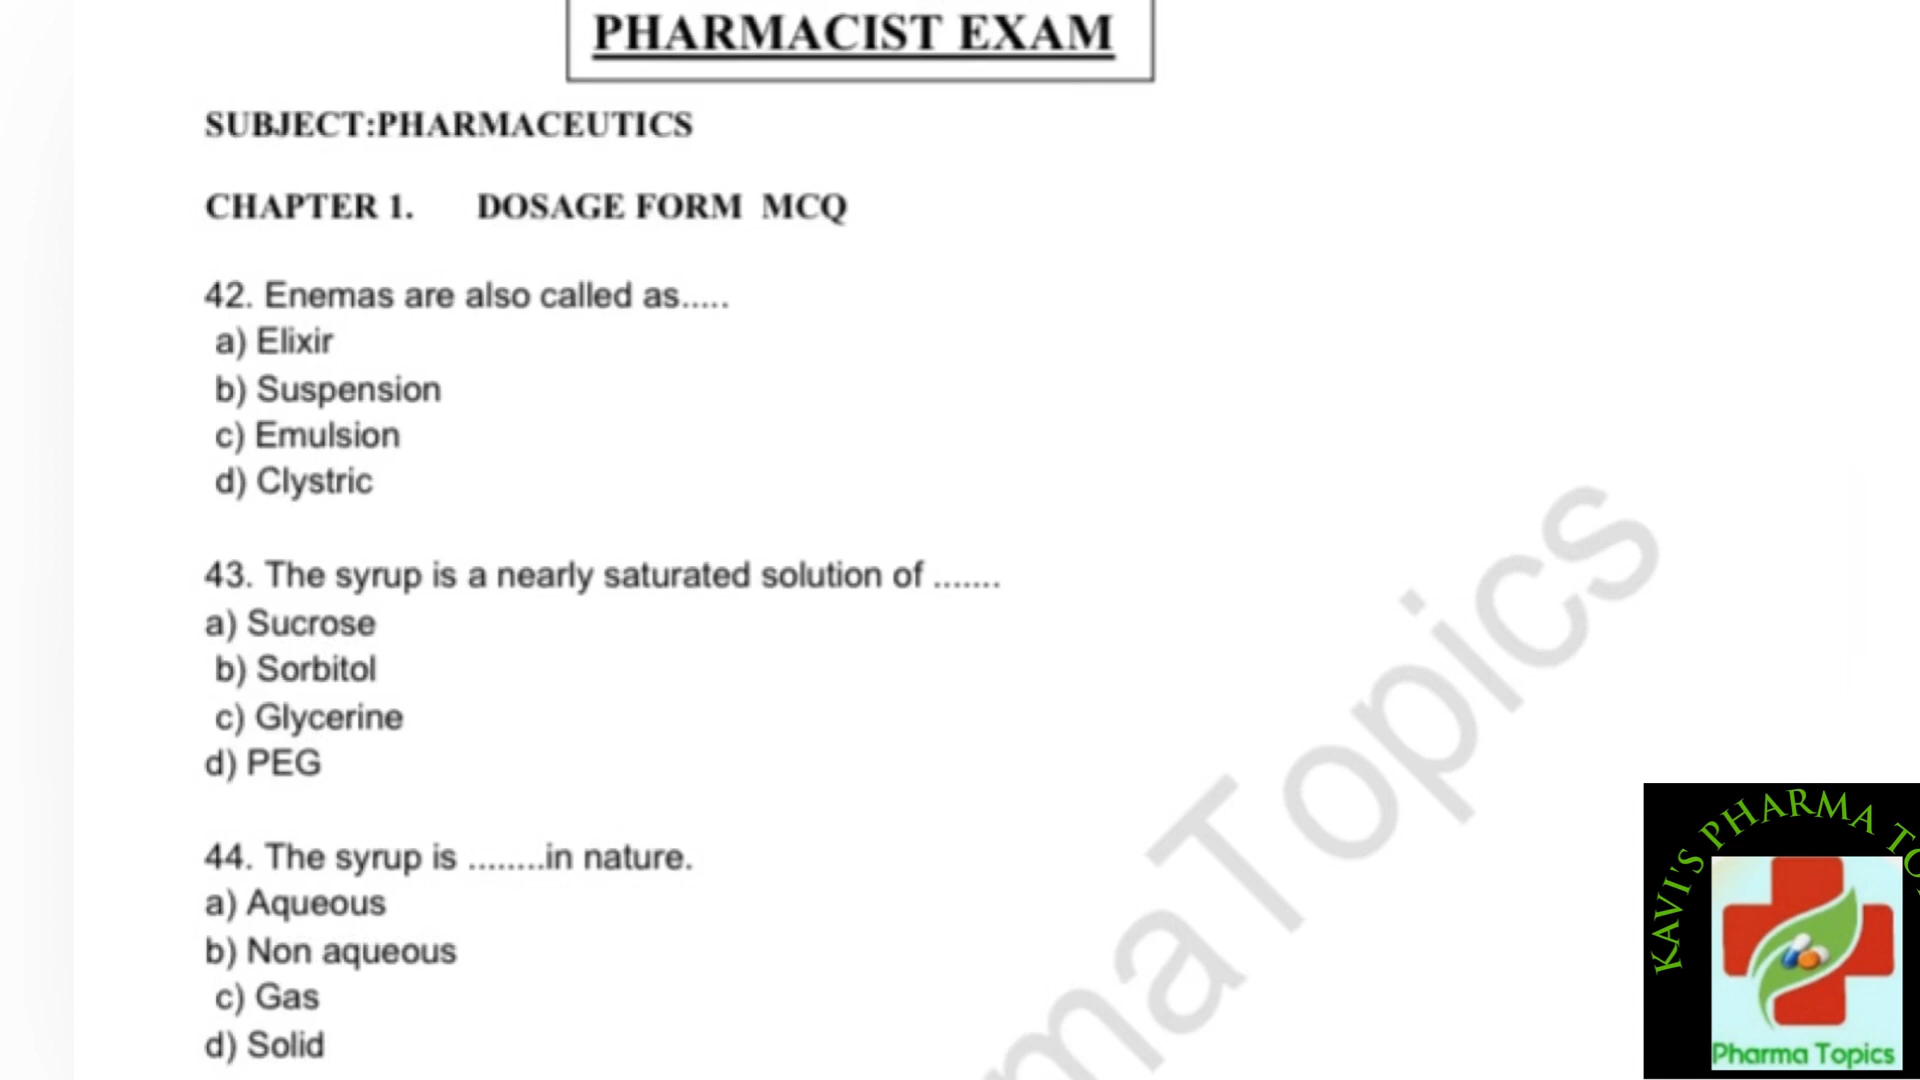 PHARMACIST EXAM
SUBJECT:PHARMACEUTICS
CHAPTER 1. DOSAGE FORM MCQ
42. Enemas are also called as.....
a) Elixir
b) Suspension
c) Emulsion
d) Clystric
43. The syrup is a nearly saturated solution of .......
a) Sucrose
b) Sorbitol
c) Glycerine
d) PEG
44. The syrup is ........in nature.
a) Aqueous
b) Non aqueous
c) Gas
d) Solid
maTopics
KAVI'S PHARMA TO
Pharma Topics